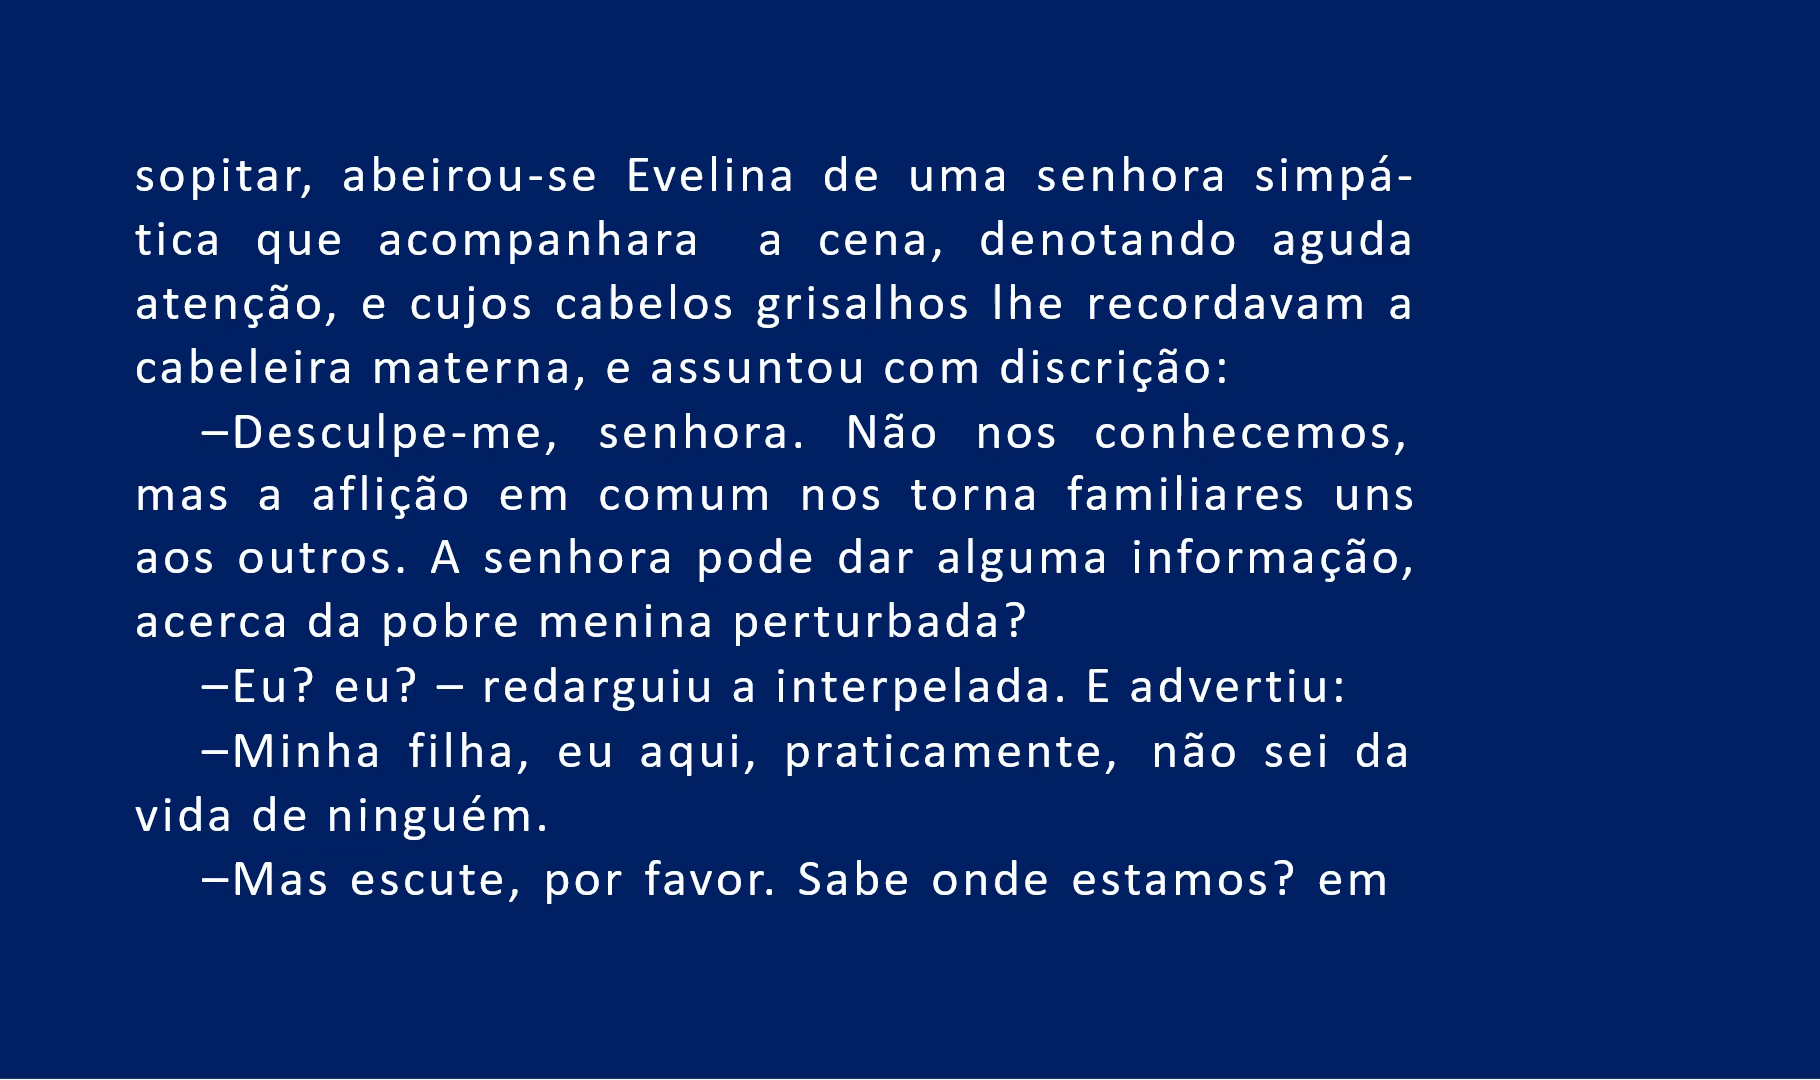 sopitar, abeirou-se Evelina de uma senhora simpá-
tica que acompanhara a cena, denotando aguda
atenção, e cujos cabelos grisalhos lhe recordavam a
cabeleira materna, e assuntou com discrição:
–Desculpe-me, senhora. Não nos conhecemos,
mas a aflição em comum nos torna familiares uns
aos outros. A senhora pode dar alguma informação,
acerca da pobre menina perturbada?
–Eu? eu? – redarguiu a interpelada. E advertiu:
–Minha filha, eu aqui, praticamente, não sei da
vida de ninguém.
–Mas escute, por favor. Sabe onde estamos? em